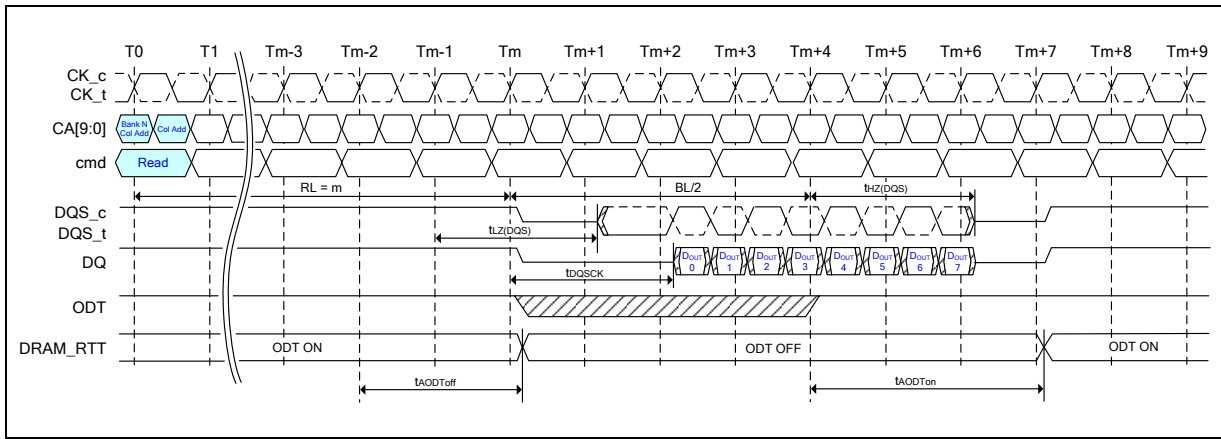 T0 T1 Tm-3 Tm-2 Tm-1 Tm Tm+1 Tm+2 Tm+3 Tm+4 Tm+5 Tm+6 Tm+7 Tm+8 Tm+9
CK_c
CK_t
CA[9:0] Bank N Col Add Col Add
cmd Read
RL = m BL/2 tHZ(DQS)
DQS_c
DQS_t
tLZ(DQS)
DQ DOUT 0 DOUT 1 DOUT 2 DOUT 3 DOUT 4 DOUT 5 DOUT 6 DOUT 7
tDQSCK
ODT
DRAM_RTT ODT ON ODT OFF ODT ON
tAODToff tAODTon